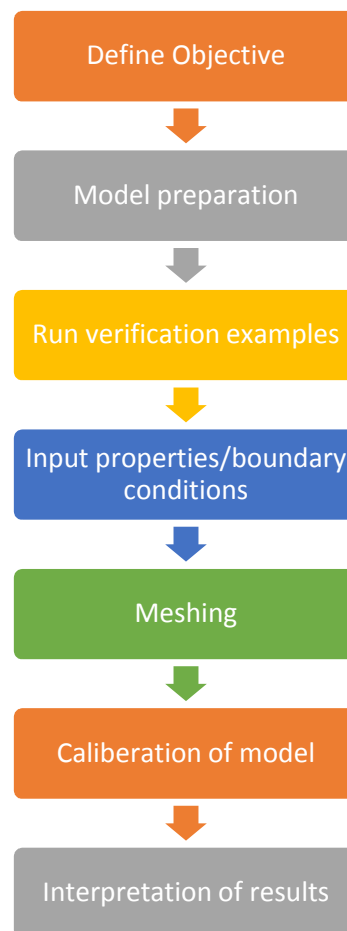 Define Objective
Model preparation
Run verification examples
Input properties/boundary
conditions
Meshing
Caliberation of model
Interpretation of results